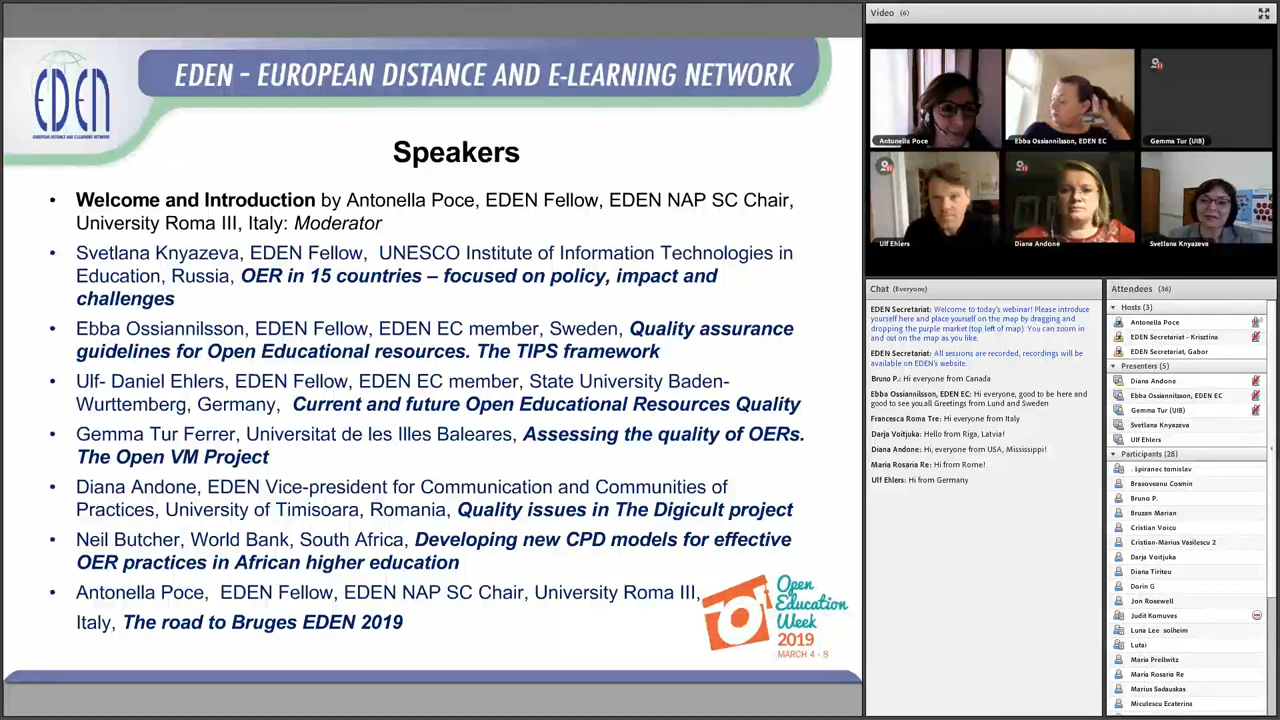 EDEN
EUROPEAN DISTANCE AND E-LEARNING NETWORK
EDEN - EUROPEAN DISTANCE AND E-LEARNING NETWORK
Speakers
• Welcome and Introduction by Antonella Poce, EDEN Fellow, EDEN NAP SC Chair,
University Roma III, Italy: Moderator
• Svetlana Knyazeva, EDEN Fellow, UNESCO Institute of Information Technologies in
Education, Russia, OER in 15 countries – focused on policy, impact and
challenges
• Ebba Ossiannilsson, EDEN Fellow, EDEN EC member, Sweden, Quality assurance
guidelines for Open Educational resources. The TIPS framework
• Ulf- Daniel Ehlers, EDEN Fellow, EDEN EC member, State University Baden-
Wurttemberg, Germany, Current and future Open Educational Resources Quality
• Gemma Tur Ferrer, Universitat de les Illes Baleares, Assessing the quality of OERs.
The Open VM Project
• Diana Andone, EDEN Vice-president for Communication and Communities of
Practices, University of Timisoara, Romania, Quality issues in The Digicult project
• Neil Butcher, World Bank, South Africa, Developing new CPD models for effective
OER practices in African higher education
• Antonella Poce, EDEN Fellow, EDEN NAP SC Chair, University Roma III,
Italy, The road to Bruges EDEN 2019
Open
Education
Week
2019
MARCH 4 - 8
Video (6)
Antonella Poce
Ebba Ossiannilsson, EDEN EC
Gemma Tur (UIB)
Ulf Ehlers
Diana Andone
Svetlana Knyazeva
Chat (Everyone)
EDEN Secretariat: Welcome to today's webinar! Please introduce
yourself here and place yourself on the map by dragging and
dropping the purple market (top left of map). You can zoom in
and out on the map as you like.
EDEN Secretariat: All sessions are recorded, recordings will be
available on EDEN's website.
Bruno P.: Hi everyone from Canada
Ebba Ossiannilsson, EDEN EC: Hi everyone, good to be here and
good to see you.all Greetings from Lund and Sweden
Francesca Roma Tre: Hi everyone from Italy
Darja Voitjuka: Hello from Riga, Latvia!
Diana Andone: Hi, everyone from USA, Mississippi!
Maria Rosaria Re: Hi from Rome!
Ulf Ehlers: Hi from Germany
Attendees (36)
Hosts (3)
Antonella Poce
EDEN Secretariat - Krisztina
EDEN Secretariat, Gabor
Presenters (5)
Diana Andone
Ebba Ossiannilsson, EDEN EC
Gemma Tur (UIB)
Svetlana Knyazeva
Ulf Ehlers
Participants (28)
. špiranec tomislav
Brasoveanu Cosmin
Bruno P.
Bruzan Marian
Cristian Voicu
Cristian-Marius Vasilescu 2
Darja Voitjuka
Diana Tiriteu
Dorin G
Jon Rosewell
Judit Komuves
Luna Lee solheim
Lutai
Maria Prellwitz
Maria Rosaria Re
Marius Sadauskas
Miculescu Ecaterina